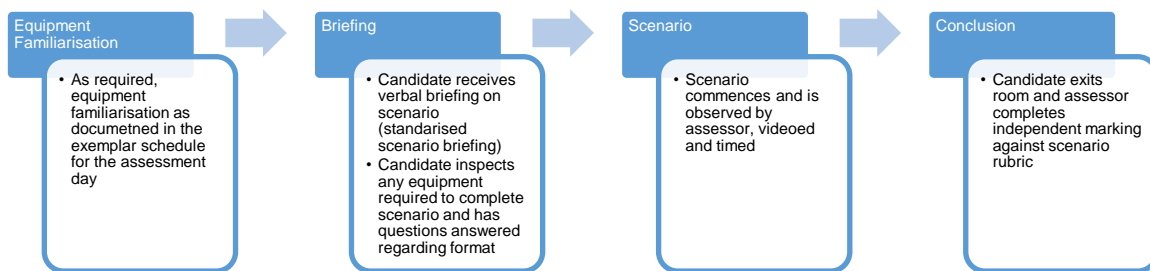 Equipment
Familiarisation
• As required,
equipment
familiarisation as
documetned in the
exemplar schedule
for the assessment
day
Briefing
• Candidate receives
verbal briefing on
scenario
(standarised
scenario briefing)
• Candidate inspects
any equipment
required to complete
scenario and has
questions answered
regarding format
Scenario
• Scenario
commences and is
observed by
assessor, videoed
and timed
Conclusion
• Candidate exits
room and assessor
completes
independent marking
against scenario
rubric